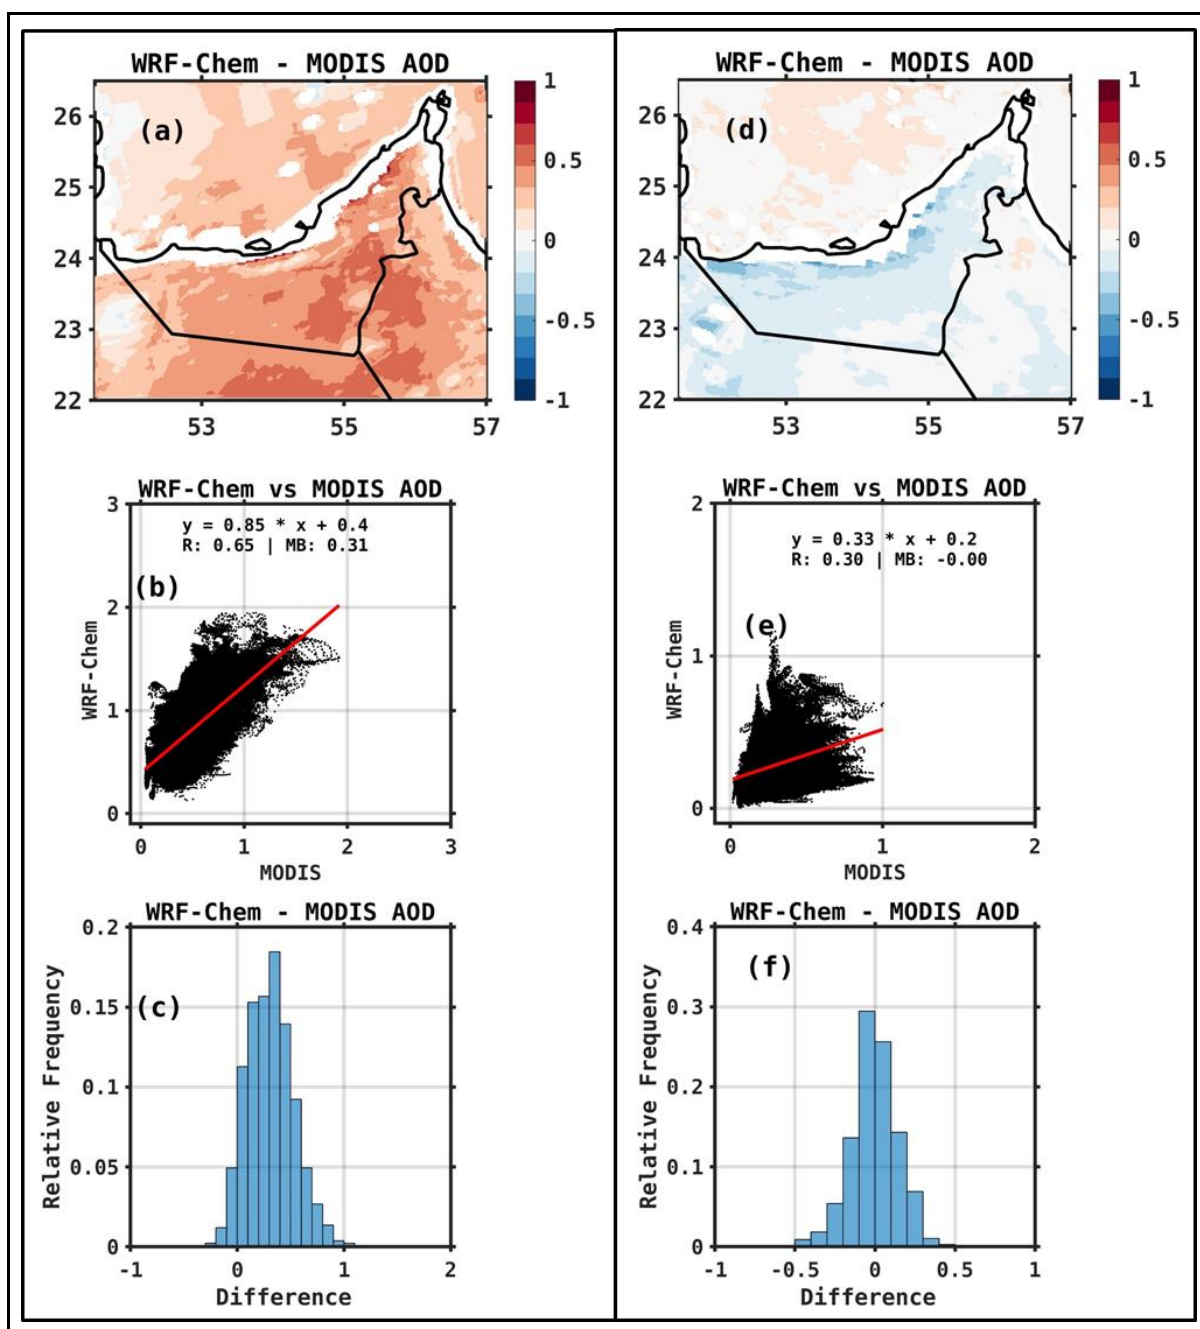 WRF-Chem - MODIS AOD
(a)
26
25
24
23
22
53
55
57
1
0.5
0
-0.5
-1
WRF-Chem vs MODIS AOD
y = 0.85 * x + 0.4
R: 0.65 | MB: 0.31
(b)
3
2
1
0
WRF-Chem
0
1
2
3
MODIS
WRF-Chem - MODIS AOD
(c)
0.2
0.15
0.1
0.05
0
Relative Frequency
-1
0
1
2
Difference
WRF-Chem - MODIS AOD
(d)
26
25
24
23
22
53
55
57
1
0.5
0
-0.5
-1
WRF-Chem vs MODIS AOD
y = 0.33 * x + 0.2
R: 0.30 | MB: -0.00
(e)
2
1
0
WRF-Chem
0
1
2
MODIS
WRF-Chem - MODIS AOD
(f)
0.4
0.3
0.2
0.1
0
Relative Frequency
-1
-0.5
0
0.5
1
Difference